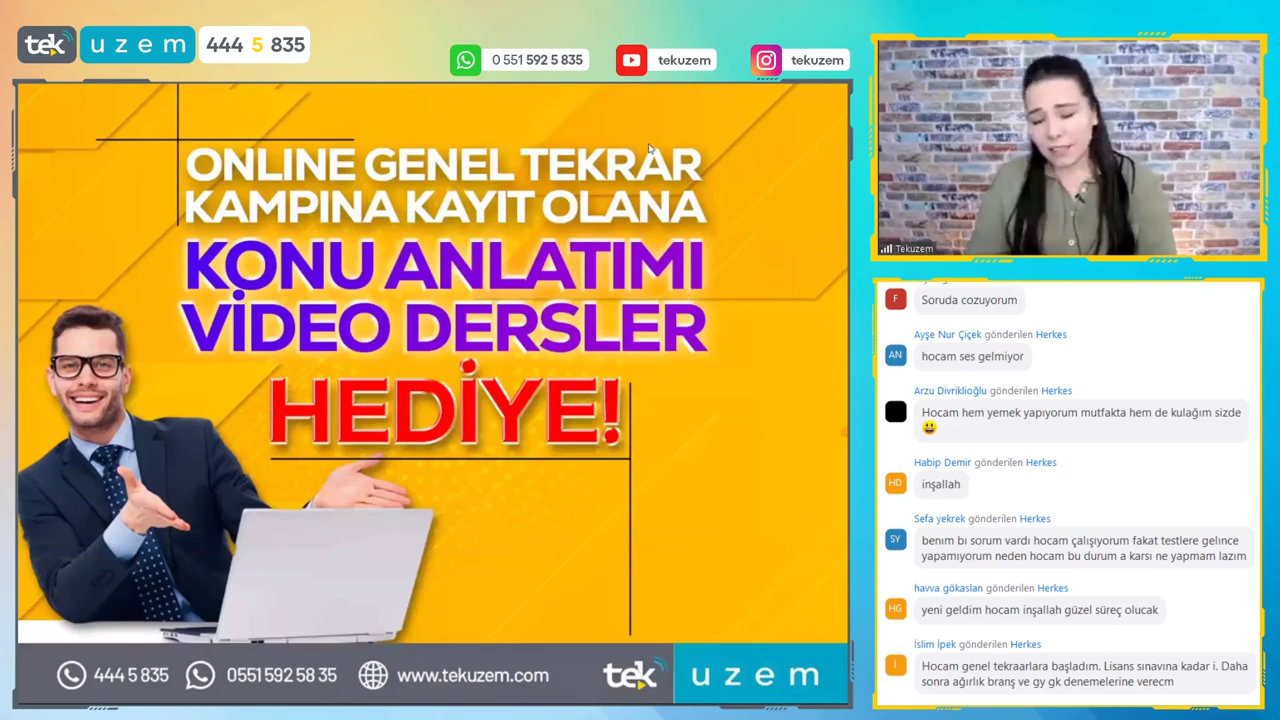 tek uzem 444 5 835
0 551 592 5 835
tekuzem
tekuzem
ONLINE GENEL TEKRAR
KAMPINA KAYIT OLANA
KONU ANLATIMI
VİDEO DERSLER
HEDİYE!
444 5 835
0551 592 58 35
www.tekuzem.com
tek uzem
Tekuzem
F
Soruda cozuyorum
Ayşe Nur Çiçek gönderilen Herkes
AN
hocam ses gelmiyor
Arzu Divriklioğlu gönderilen Herkes
Hocam hem yemek yapıyorum mutfakta hem de kulağım sizde
😃
Habip Demir gönderilen Herkes
HD
inşallah
Sefa yekrek gönderilen Herkes
SY
benım bı sorum vardı hocam çalışıyorum fakat testlere gelınce
yapamıyorum neden hocam bu durum a karsı ne yapmam lazım
havva gökaslan gönderilen Herkes
HG
yeni geldim hocam inşallah güzel süreç olucak
İslim İpek gönderilen Herkes
I
Hocam genel tekraarlara başladım. Lisans sınavına kadar i. Daha
sonra ağırlık branş ve gy gk denemelerine verecm